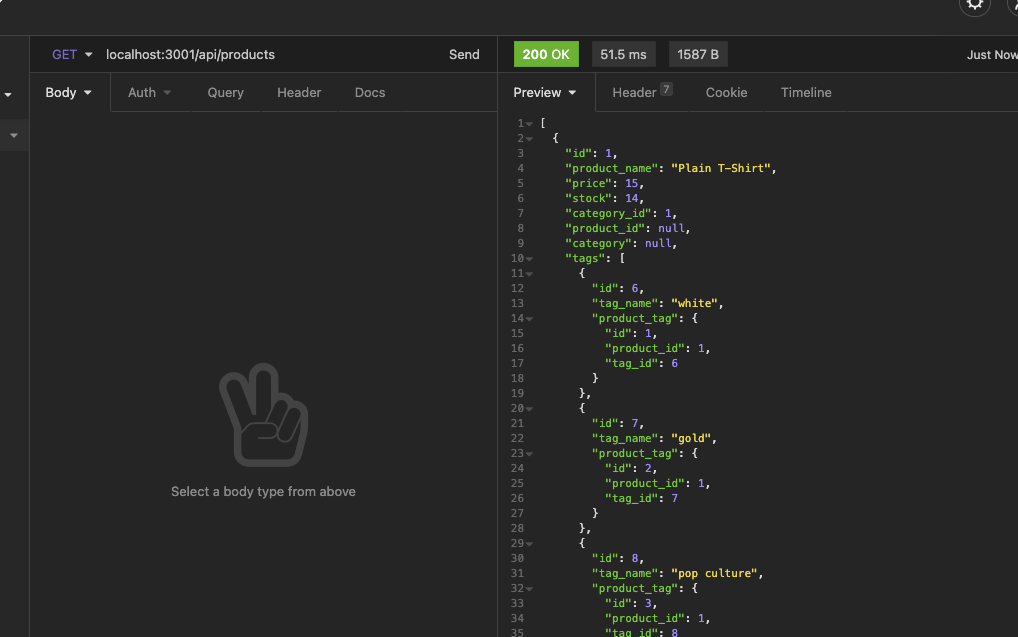 GET localhost:3001/api/products Send 200 OK 51.5 ms 1587 B Just Now
Body Auth Query Header Docs Preview Header 7 Cookie Timeline
1 [
2 {
3 "id": 1,
4 "product_name": "Plain T-Shirt",
5 "price": 15,
6 "stock": 14,
7 "category_id": 1,
8 "product_id": null,
9 "category": null,
10 "tags": [
11 {
12 "id": 6,
13 "tag_name": "white",
14 "product_tag": {
15 "id": 1,
16 "product_id": 1,
17 "tag_id": 6
18 }
19 },
20 {
21 "id": 7,
22 "tag_name": "gold",
23 "product_tag": {
24 "id": 2,
25 "product_id": 1,
26 "tag_id": 7
27 }
28 },
29 {
30 "id": 8,
31 "tag_name": "pop culture",
32 "product_tag": {
33 "id": 3,
34 "product_id": 1,
35 "tag_id": 8
Select a body type from above